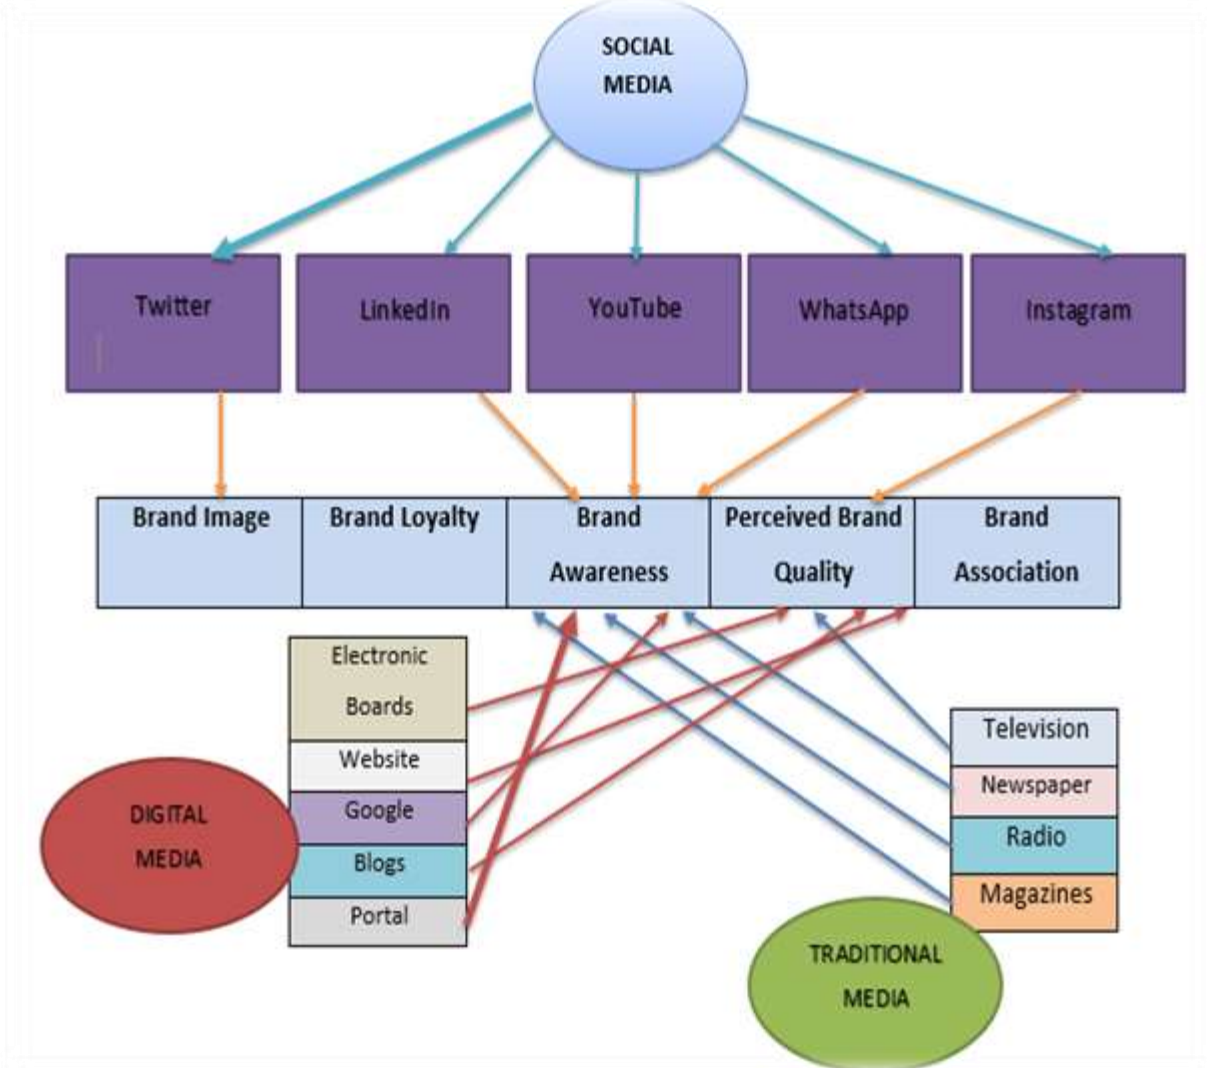 SOCIAL
MEDIA
Twitter
LinkedIn
YouTube
WhatsApp
Instagram
Brand Image
Brand Loyalty
Brand
Awareness
Perceived Brand
Quality
Brand
Association
Electronic
Boards
Website
Google
Blogs
Portal
DIGITAL
MEDIA
Television
Newspaper
Radio
Magazines
TRADITIONAL
MEDIA